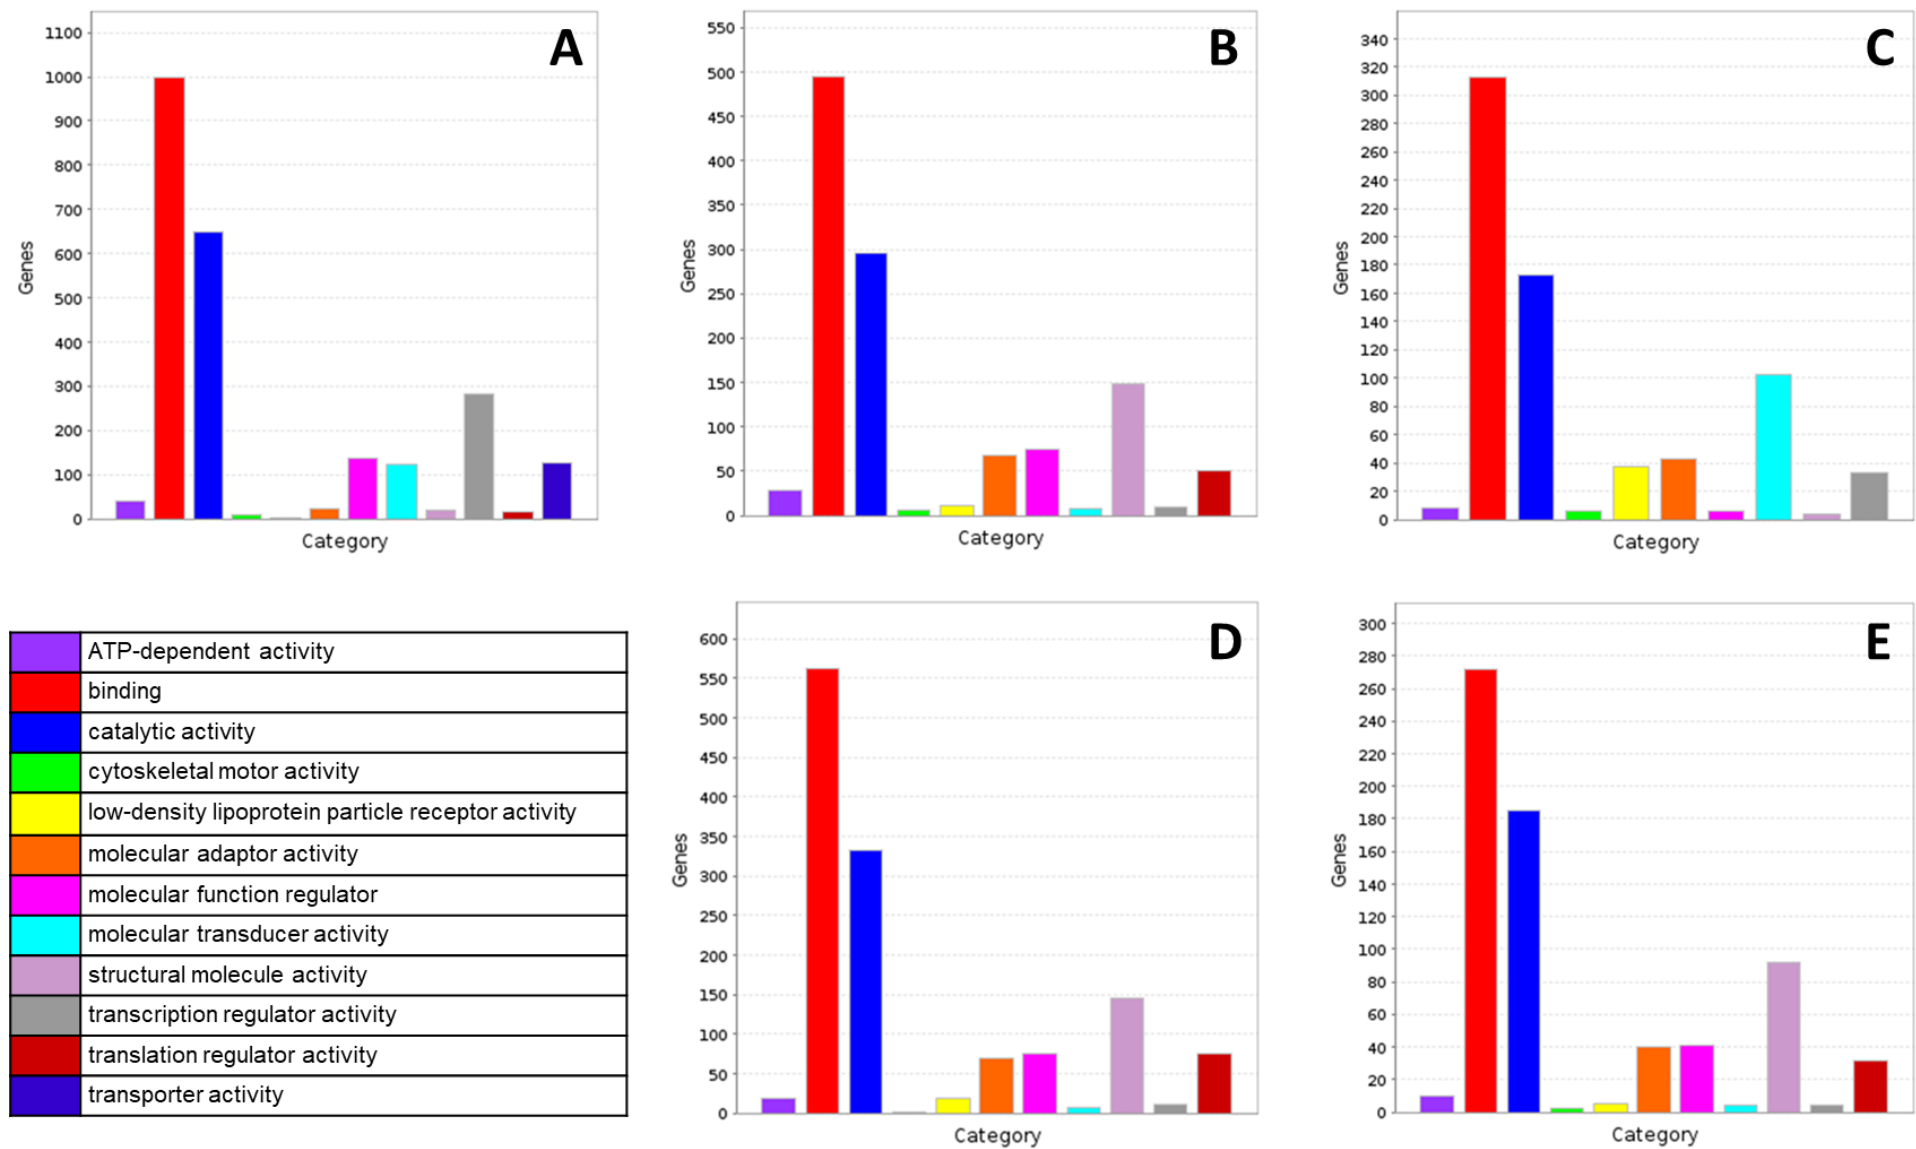 A
1100
1000
900
800
700
600
500
400
300
200
100
0
Genes
Category
B
550
500
450
400
350
300
250
200
150
100
50
0
Genes
Category
C
340
320
300
280
260
240
220
200
180
160
140
120
100
80
60
40
20
0
Genes
Category
ATP-dependent activity
binding
catalytic activity
cytoskeletal motor activity
low-density lipoprotein particle receptor activity
molecular adaptor activity
molecular function regulator
molecular transducer activity
structural molecule activity
transcription regulator activity
translation regulator activity
transporter activity
D
600
550
500
450
400
350
300
250
200
150
100
50
0
Genes
Category
E
300
280
260
240
220
200
180
160
140
120
100
80
60
40
20
0
Genes
Category